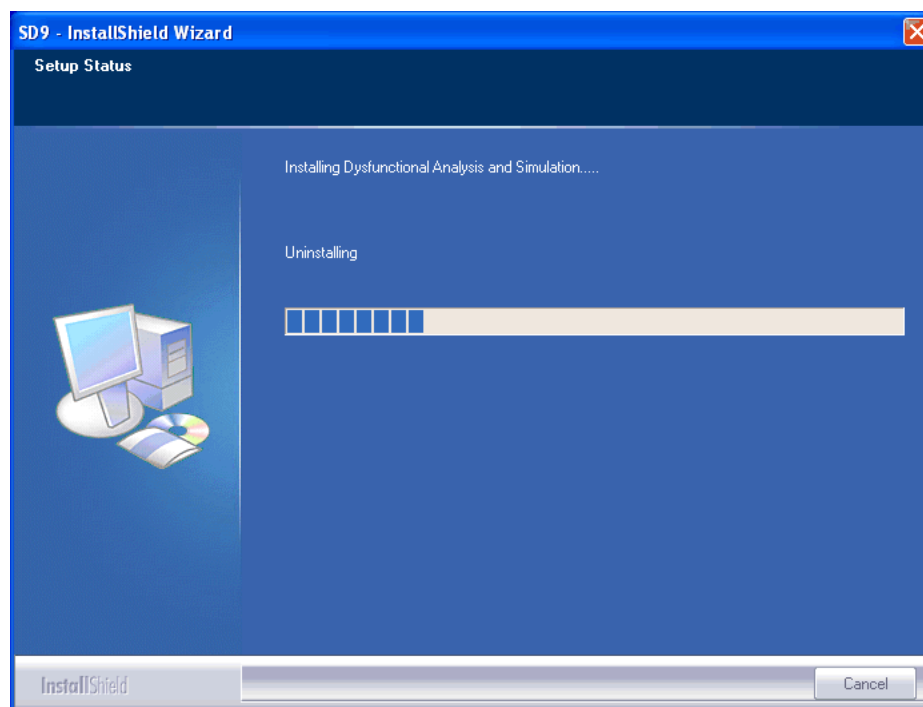 SD9 - InstallShield Wizard
Setup Status
Installing Dysfunctional Analysis and Simulation.....
Uninstalling
InstallShield
Cancel